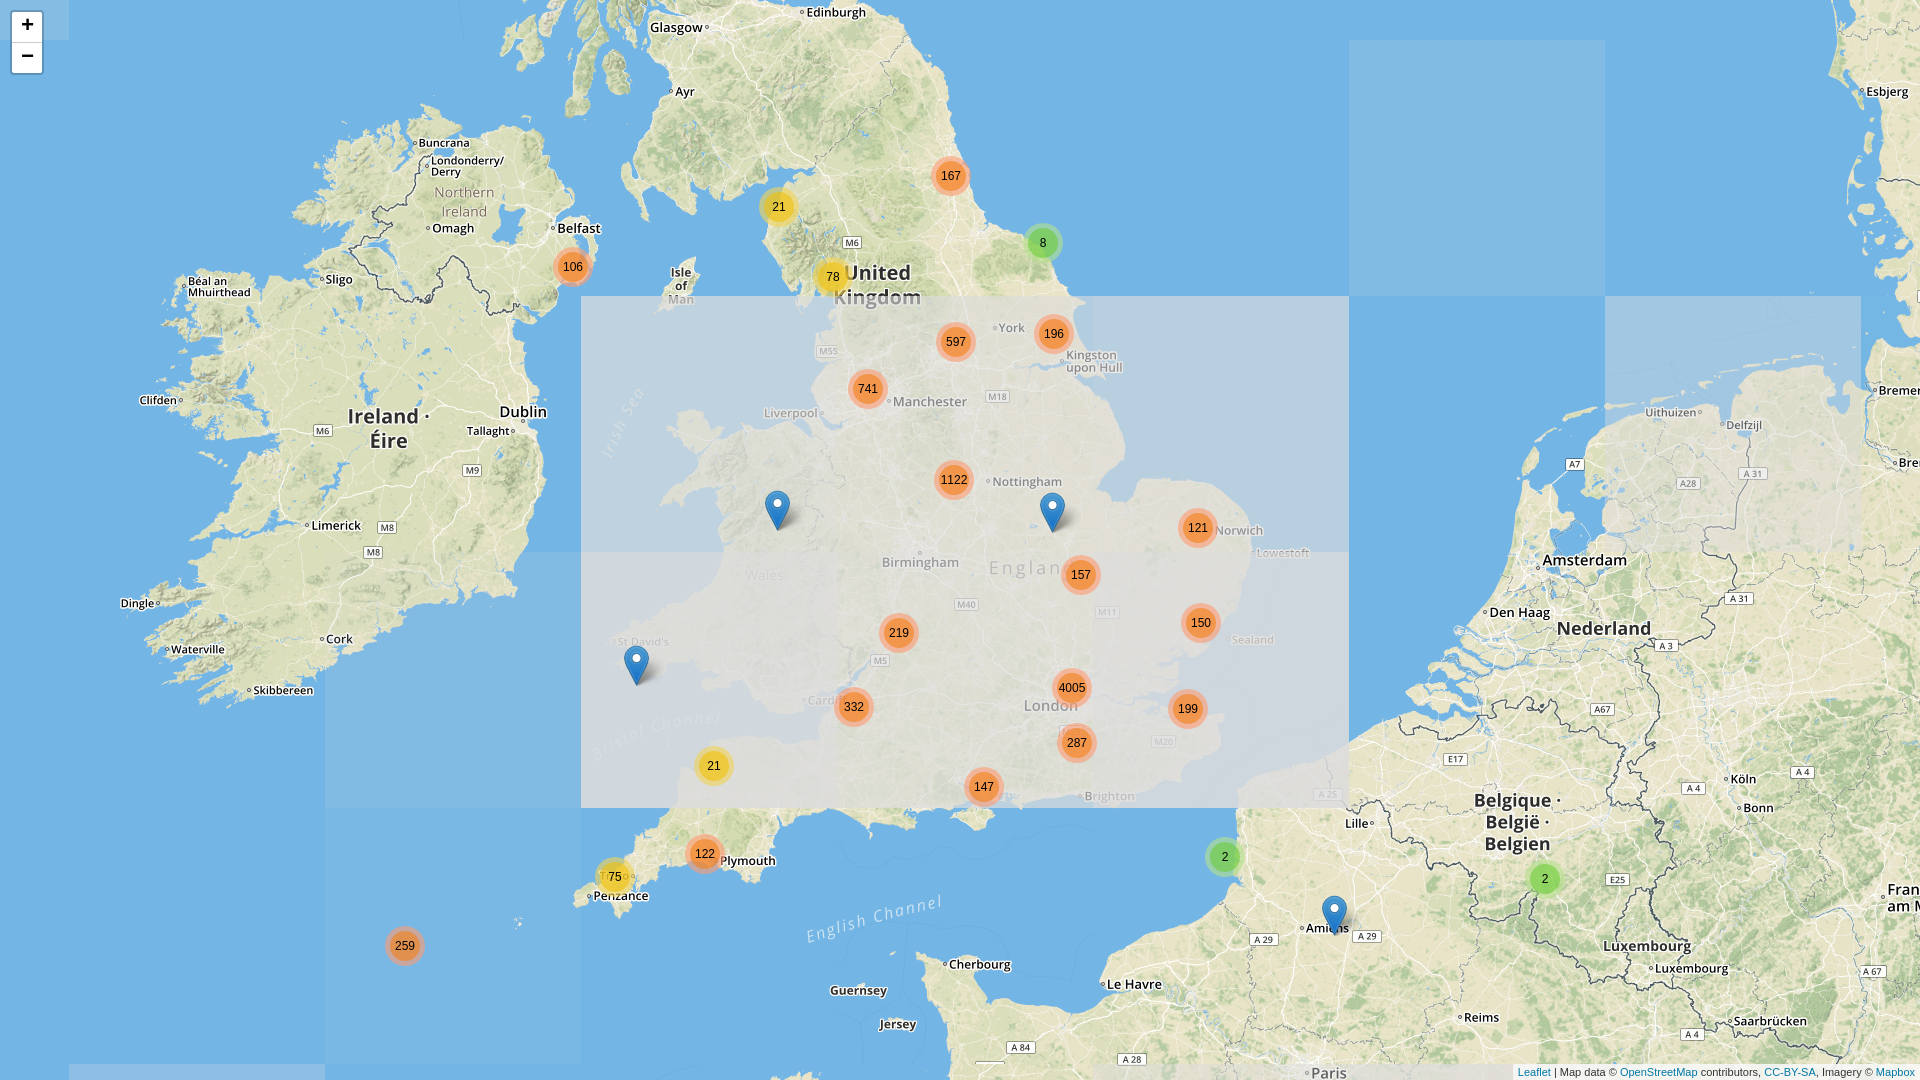 +
−
Edinburgh
Glasgow
Ayr
Esbjerg
Buncrana
Londonderry/
Derry
Northern
Ireland
Omagh
Belfast
167
21
8
M6
106
78
United
Kingdom
Isle
of
Man
Sligo
Béal an
Mhuirthead
York
196
597
M55
Kingston
upon Hull
741
Manchester
M18
Liverpool
Irish Sea
Clifden
Ireland ·
Éire
Dublin
Tallaght
M6
M9
Uithuizen
Delfzijl
A7
A 31
A28
1122
Nottingham
121
Norwich
Lowestoft
Limerick
M8
M8
Birmingham
Wales
157
M40
M11
Amsterdam
A 31
Den Haag
Nederland
A 3
Dingle
Cork
Waterville
Skibbereen
219
150
Sealand
St David's
M5
4005
London
332
199
287
M20
Bristol Channel
A67
E17
21
147
Brighton
A 25
Köln
A 4
A 4
Bonn
Belgique ·
België ·
Belgien
Lille
122
Plymouth
75
Penzance
2
2
E25
259
English Channel
Amiens
A 29
A 29
Luxembourg
Luxembourg
A 67
Cherbourg
Le Havre
Guernsey
Jersey
Reims
Saarbrücken
A 4
A 84
A 28
Paris
Leaflet | Map data © OpenStreetMap contributors, CC-BY-SA, Imagery © Mapbox